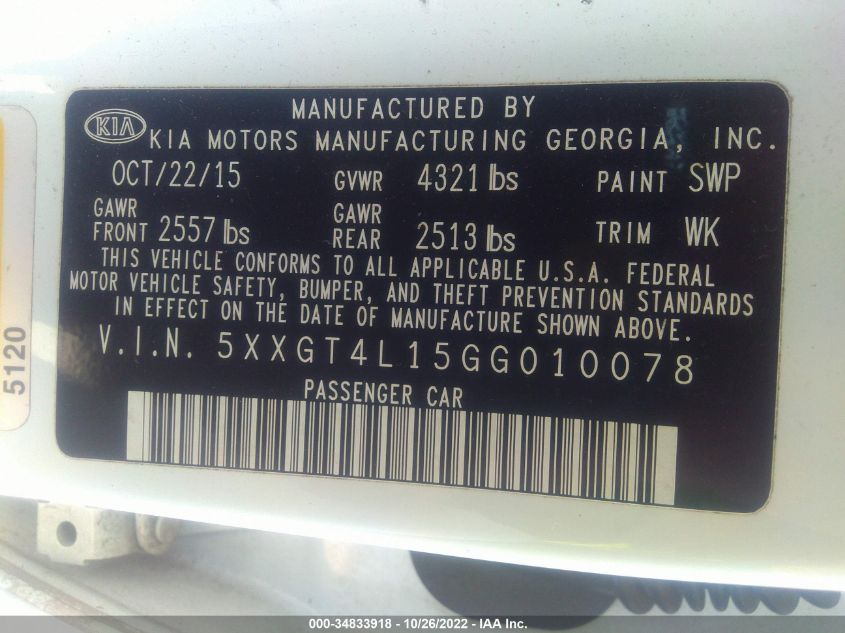 MANUFACTURED BY
KIA KIA MOTORS MANUFACTURING GEORGIA, INC.
OCT/22/15 GVWR 4321 lbs PAINT SWP
GAWR FRONT 2557 lbs GAWR REAR 2513 lbs TRIM WK
THIS VEHICLE CONFORMS TO ALL APPLICABLE U.S.A. FEDERAL
MOTOR VEHICLE SAFETY, BUMPER, AND THEFT PREVENTION STANDARDS
IN EFFECT ON THE DATE OF MANUFACTURE SHOWN ABOVE.
V.I.N. 5XXGT4L15GG010078
PASSENGER CAR
5120
000-34833918 - 10/26/2022 - IAA Inc.